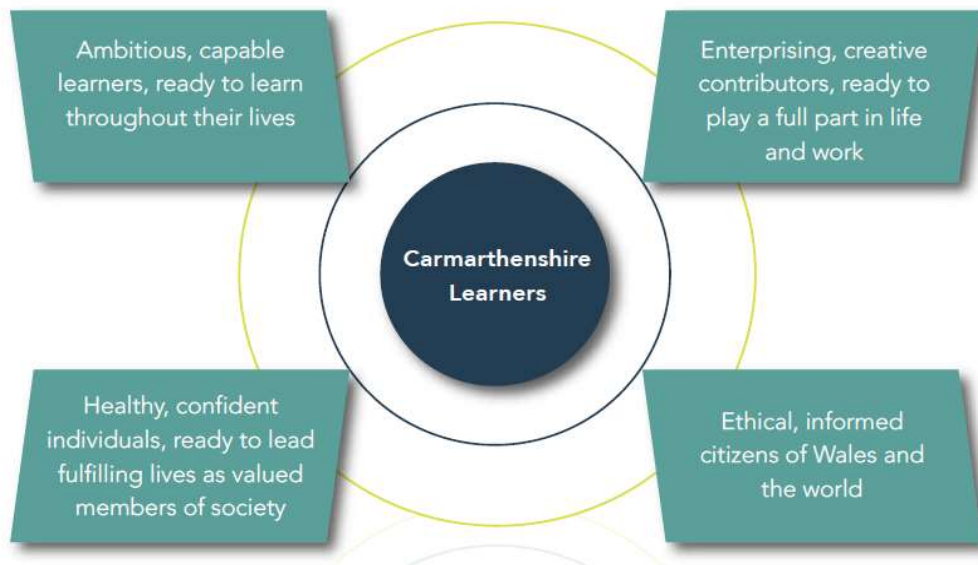 Ambitious, capable
learners, ready to learn
throughout their lives
Enterprising, creative
contributors, ready to
play a full part in life
and work
Carmarthenshire
Learners
Healthy, confident
individuals, ready to lead
fulfilling lives as valued
members of society
Ethical, informed
citizens of Wales and
the world